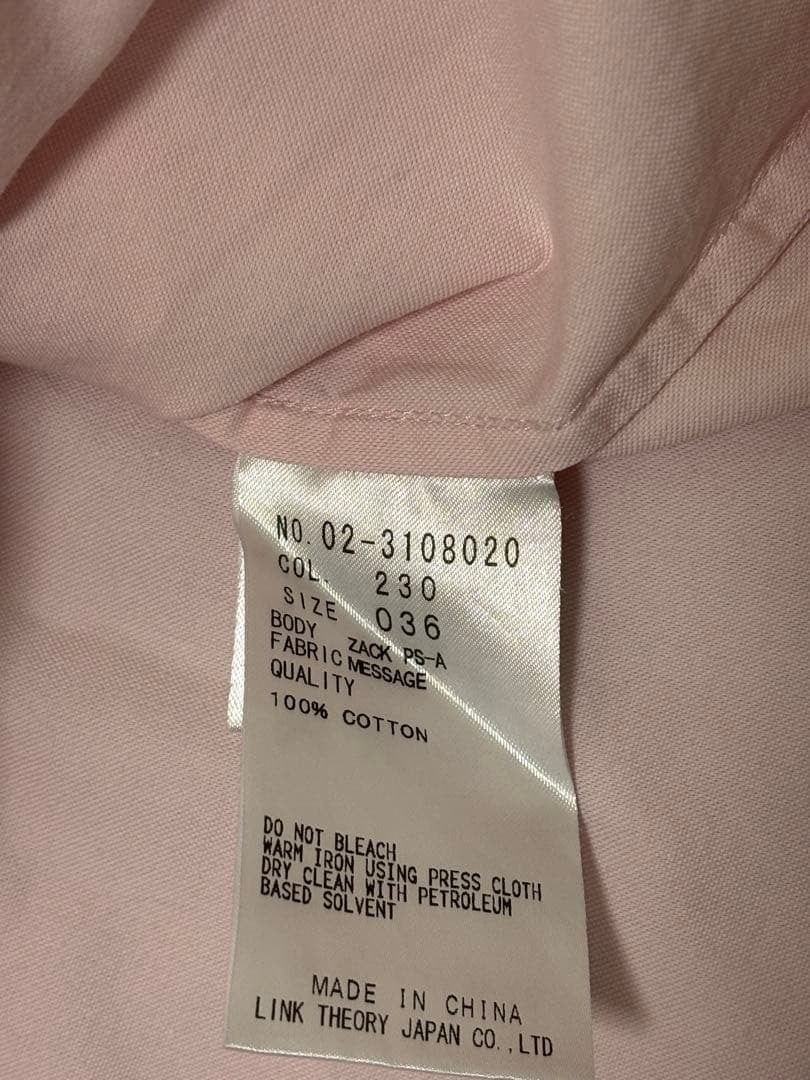 NO. 02-3108020
COL. 230
SIZE 036
BODY ZACK PS-A
FABRIC MESSAGE
QUALITY
100% COTTON
DO NOT BLEACH
WARM IRON USING PRESS CLOTH
DRY CLEAN WITH PETROLEUM
BASED SOLVENT
MADE IN CHINA
LINK THEORY JAPAN CO.,LTD